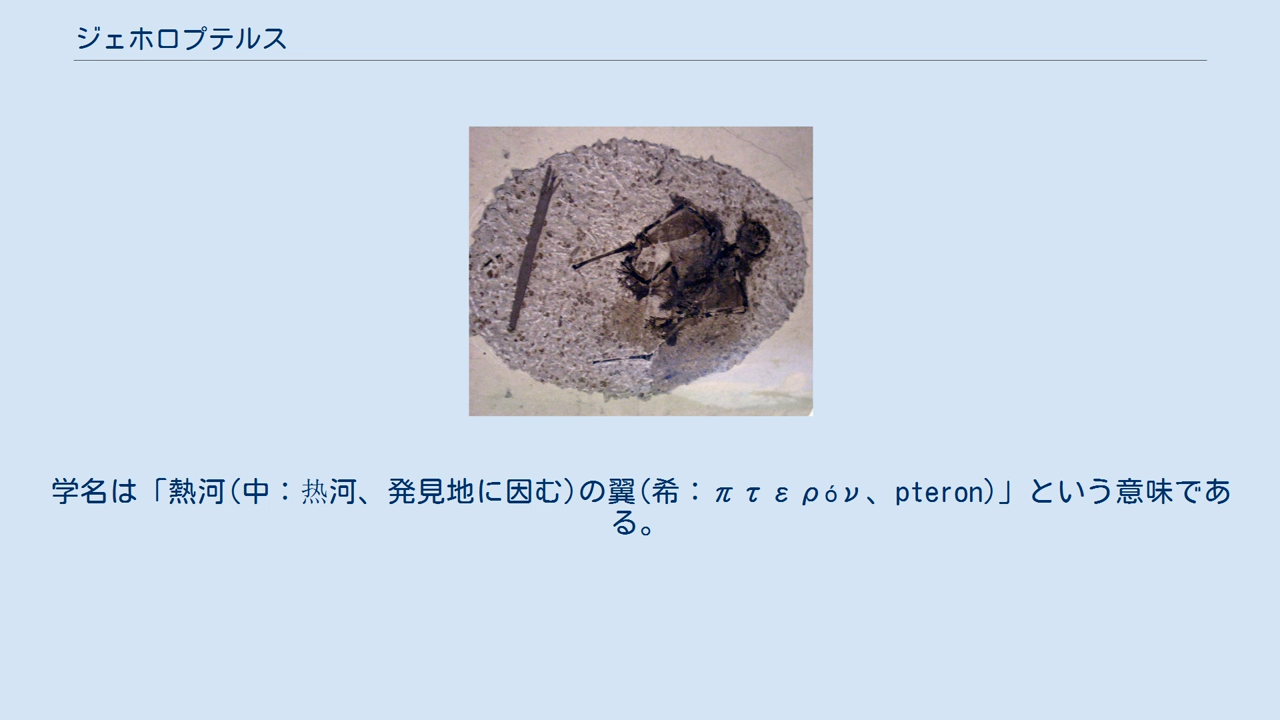 ジェホロプテルス
学名は「熱河(中：热河、発見地に因む)の翼(希：πτερόν、pteron)」という意味であ
る。